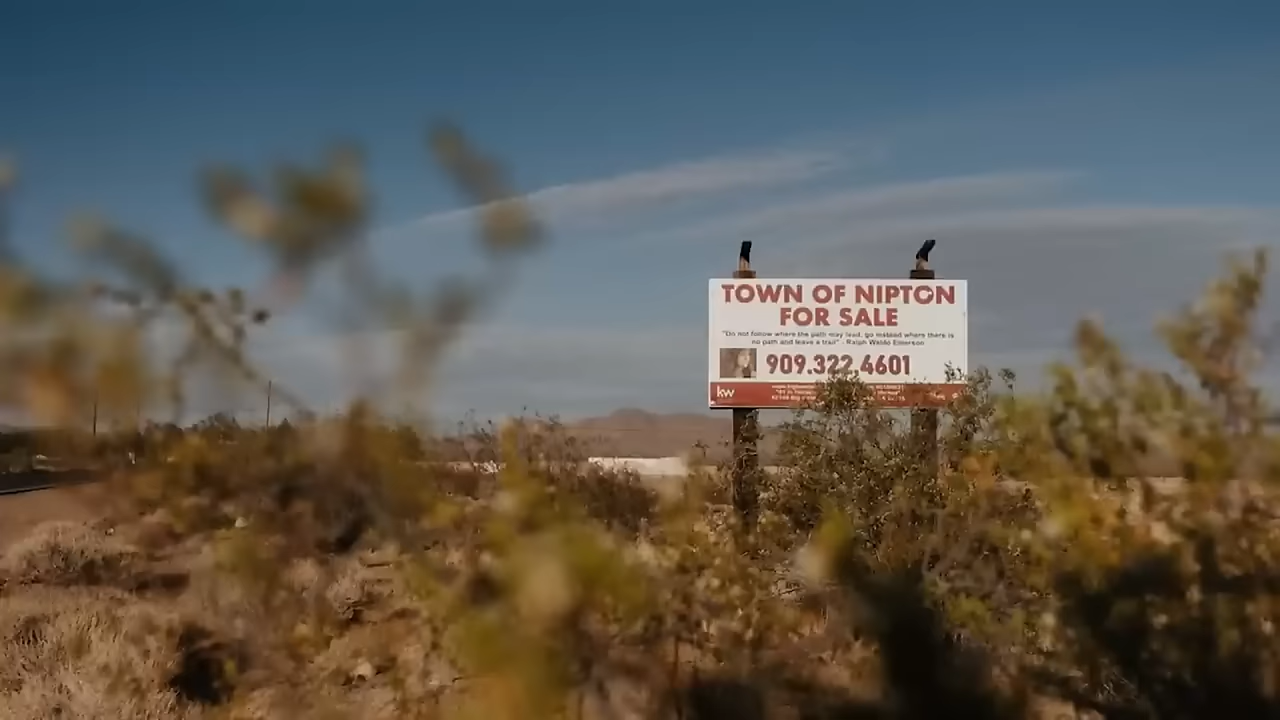 TOWN OF NIPTON
FOR SALE
"Do not follow where the path may lead, go instead where there is
no path and leave a trail" - Ralph Waldo Emerson
909.322.4601
kw